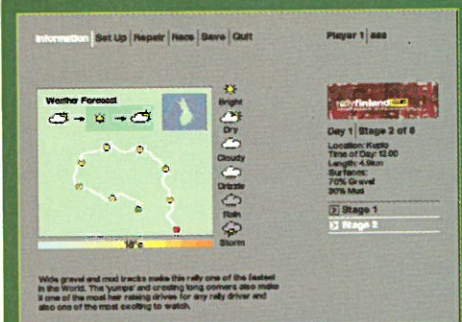 Information | Set Up | Repair | Race | Save | Quit
Player 1 | aaa
Weather Forecast
Bright
Dry
Cloudy
Drizzle
Rain
Storm
rallyfinland
Day 1 | Stage 2 of 8
Location: Kuplo
Time of Day: 12.00
Length: 4.9km
Surfaces:
70% Gravel
30% Mud
Stage 1
Stage 2
Wide gravel and mud tracks make this rally one of the fastest
in the World. The 'yumps' and cresting long corners also make
it one of the most hair raising drives for any rally driver and
also one of the most exciting to watch.